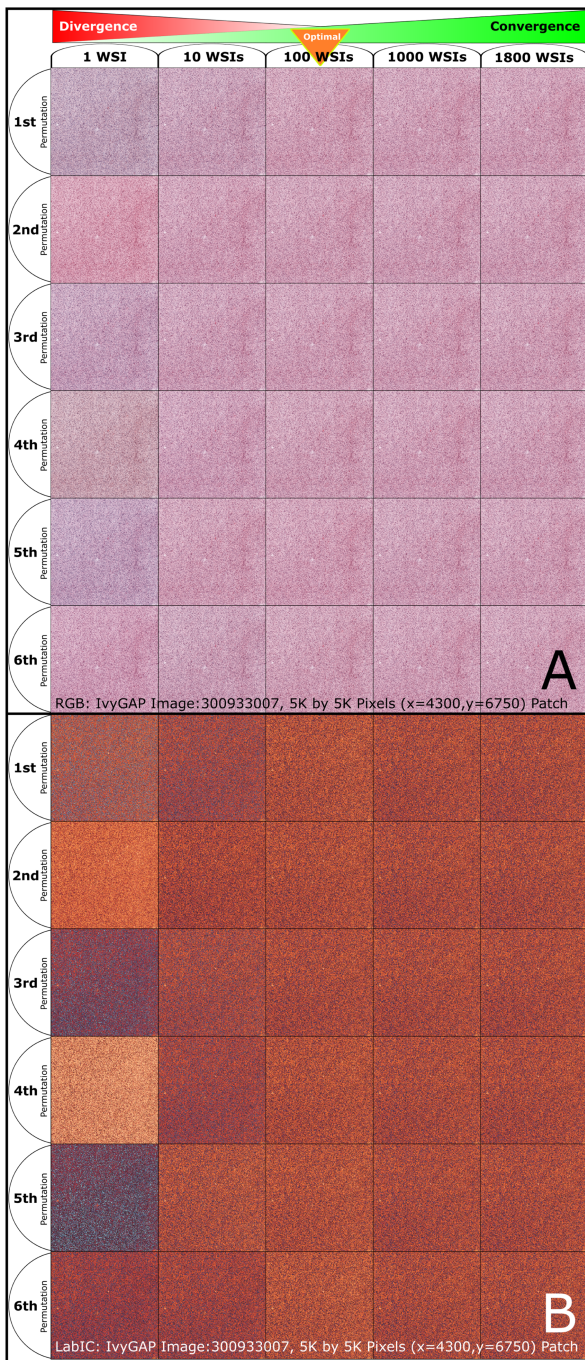 Divergence
Optimal
Convergence
1 WSI
10 WSIs
100 WSIs
1000 WSIs
1800 WSIs
1st
Permutation
2nd
Permutation
3rd
Permutation
4th
Permutation
5th
Permutation
6th
Permutation
A
RGB: IvyGAP Image:300933007, 5K by 5K Pixels (x=4300,y=6750) Patch
1st
Permutation
2nd
Permutation
3rd
Permutation
4th
Permutation
5th
Permutation
6th
Permutation
B
LabIC: IvyGAP Image:300933007, 5K by 5K Pixels (x=4300,y=6750) Patch